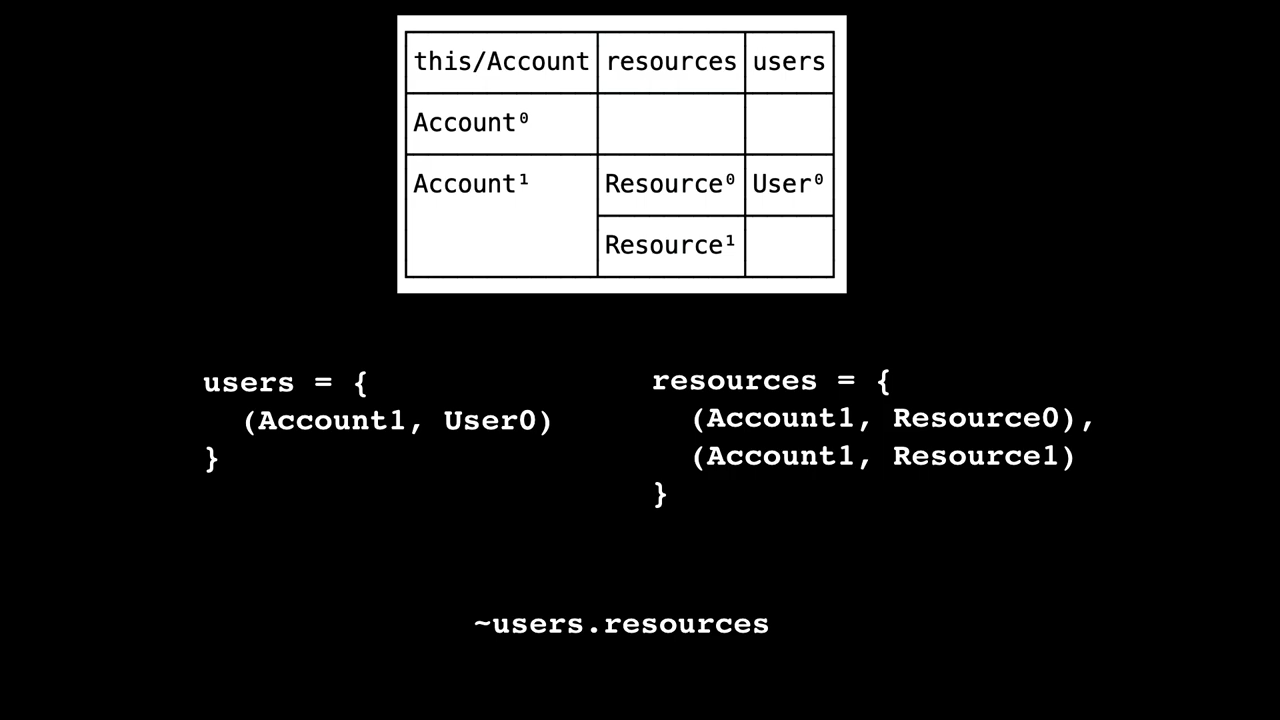 this/Account resources users
Account⁰
Account¹ Resource⁰ User⁰
Resource¹
users = {
(Account1, User0)
}
resources = {
(Account1, Resource0),
(Account1, Resource1)
}
~users.resources